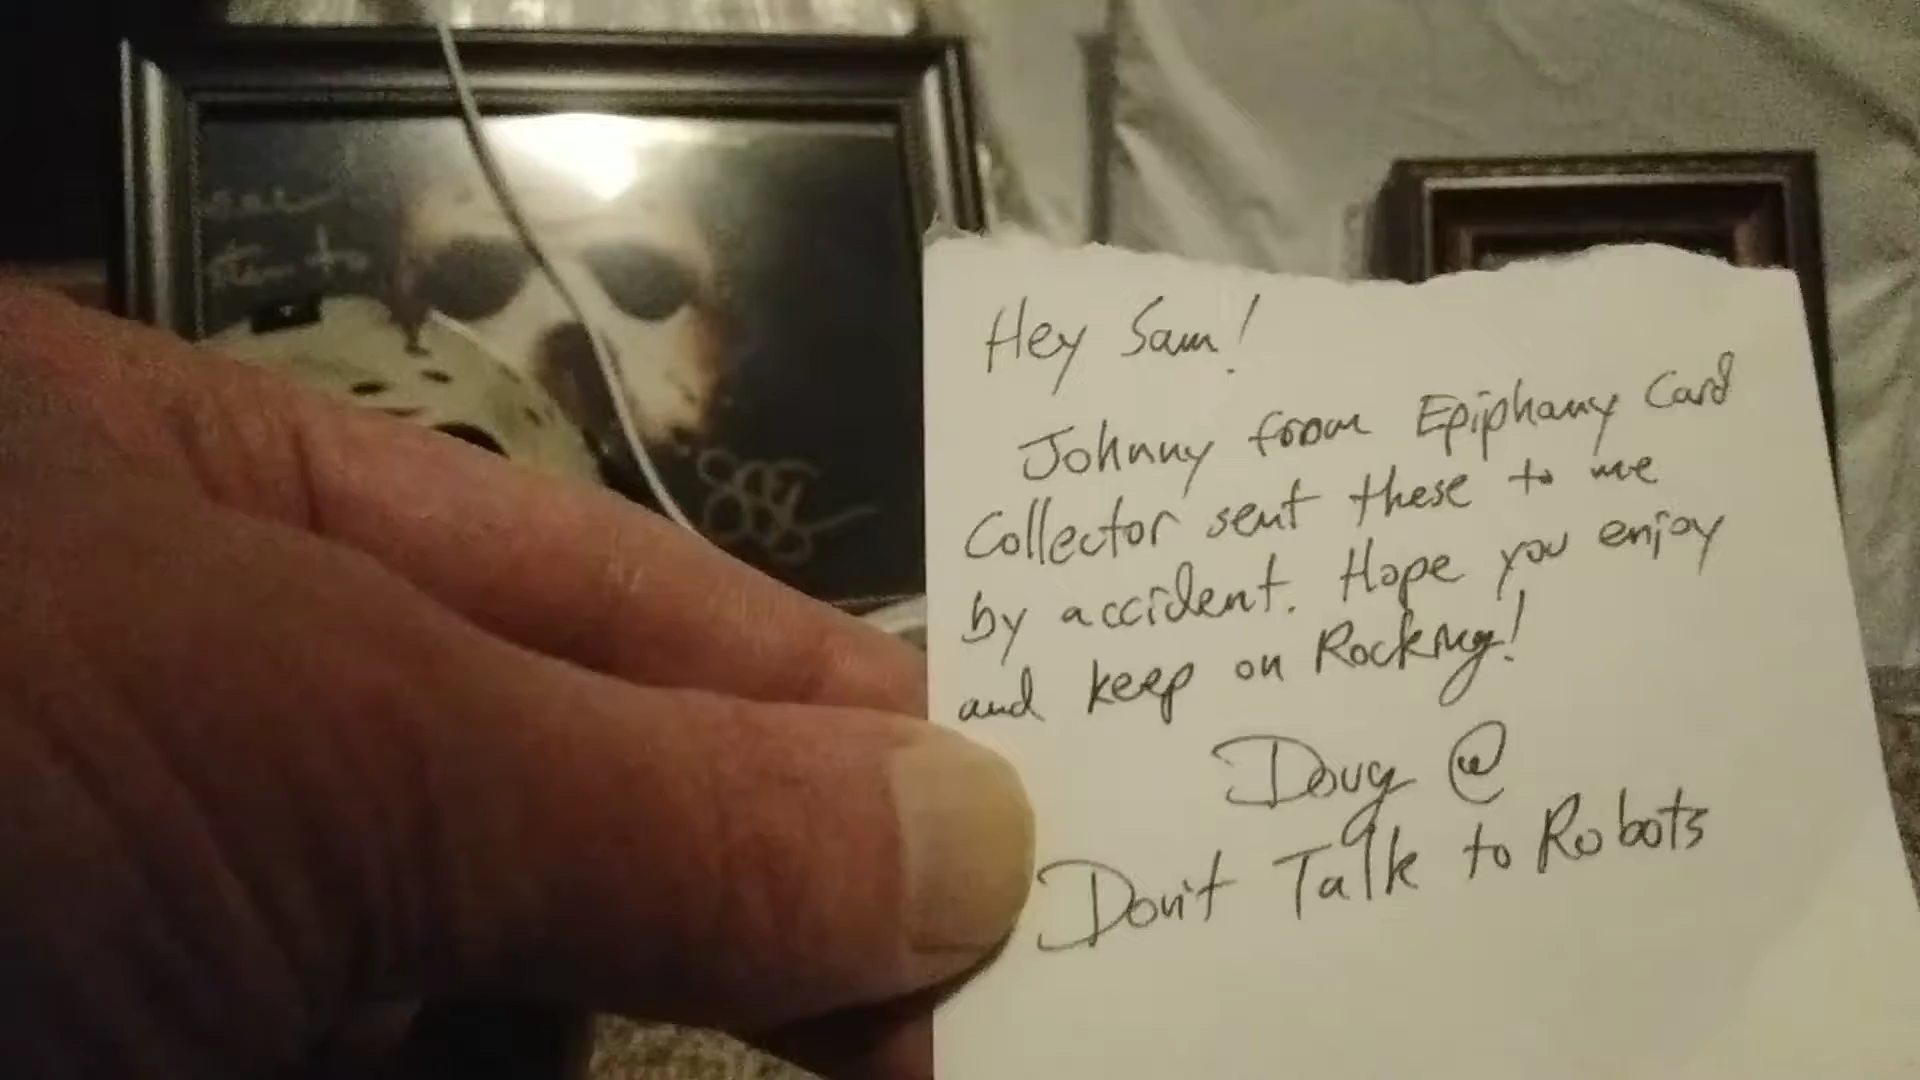 Hey Sam!
Johnny from Epiphany Card
Collector sent these to me
by accident. Hope you enjoy
and keep on Rocking!
Doug @
Don't Talk to Robots